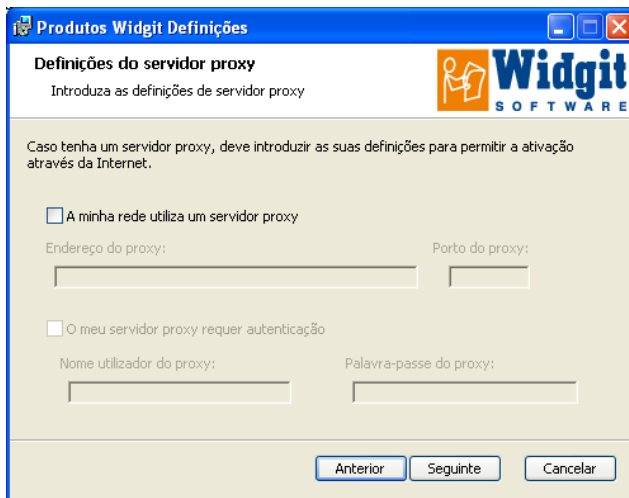 Produtos Widgit Definições
Definições do servidor proxy
Introduza as definições de servidor proxy
Widgit
SOFTWARE
Caso tenha um servidor proxy, deve introduzir as suas definições para permitir a ativação
através da Internet.
A minha rede utiliza um servidor proxy
Endereço do proxy: Porto do proxy:
O meu servidor proxy requer autenticação
Nome utilizador do proxy: Palavra-passe do proxy:
Anterior Seguinte Cancelar